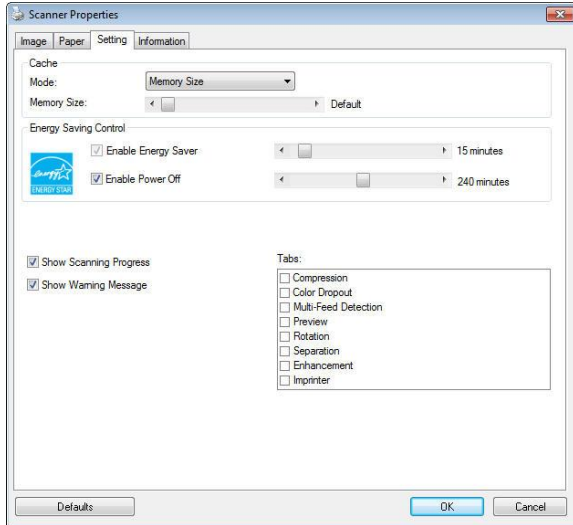 Scanner Properties
Image Paper Setting Information
Cache
Mode: Memory Size
Memory Size: Default
Energy Saving Control
Enable Energy Saver 15 minutes
energy
ENERGY STAR
Enable Power Off 240 minutes
Show Scanning Progress
Show Warning Message
Tabs:
Compression
Color Dropout
Multi-Feed Detection
Preview
Rotation
Separation
Enhancement
Imprinter
Defaults OK Cancel